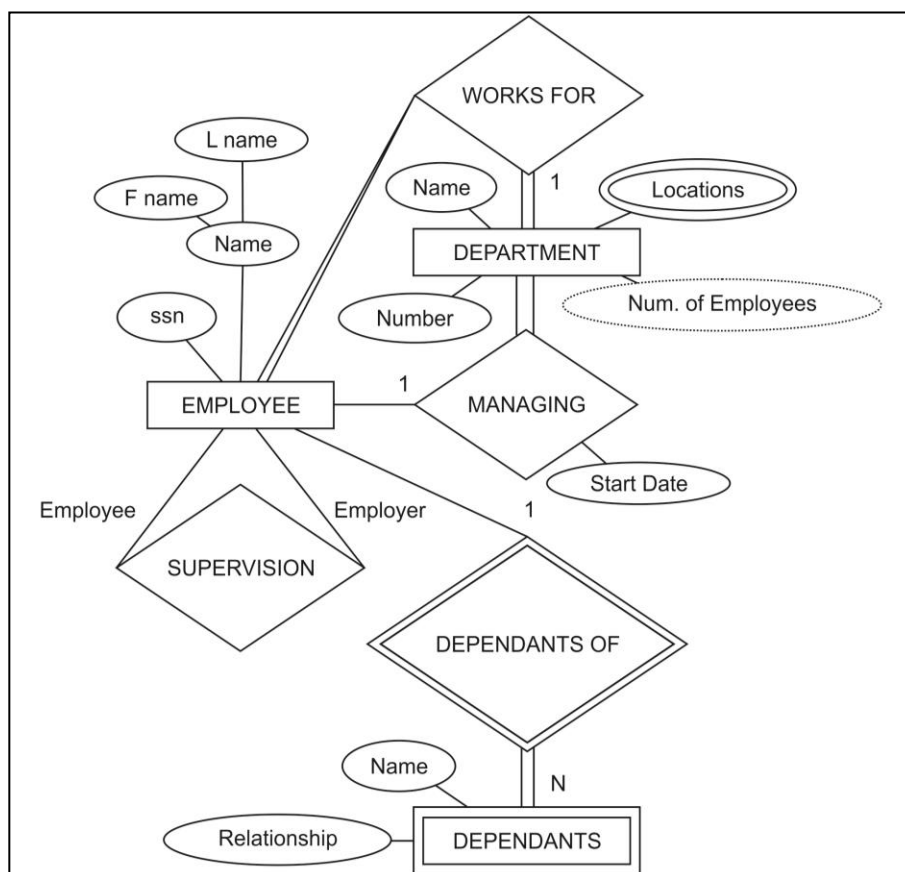 WORKS FOR
L name
1
Name
Locations
F name
Name
DEPARTMENT
ssn
Number
Num. of Employees
1
EMPLOYEE
MANAGING
Start Date
Employee
Employer
1
SUPERVISION
DEPENDANTS OF
Name
N
Relationship
DEPENDANTS